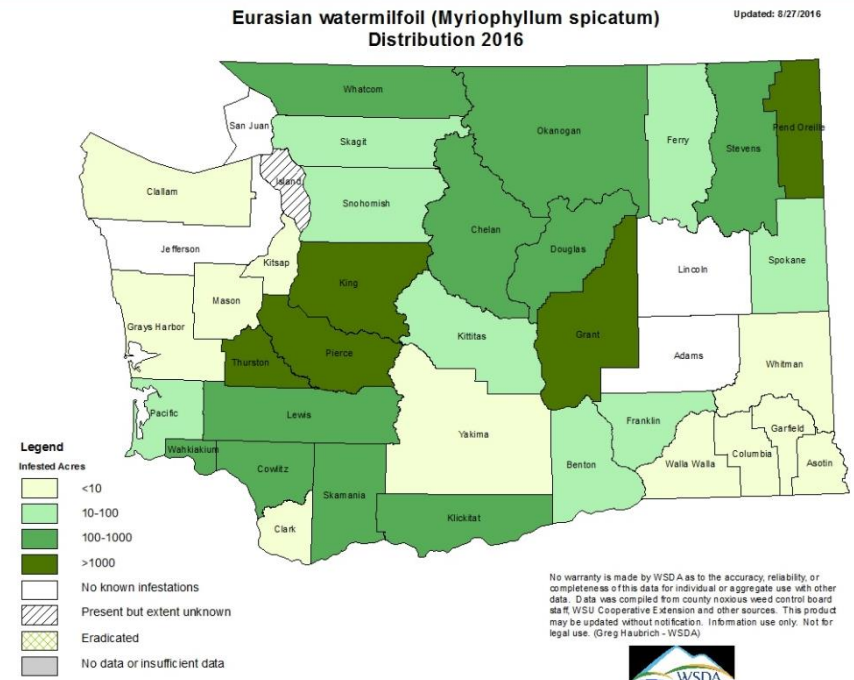 Eurasian watermilfoil (Myriophyllum spicatum)
Distribution 2016
Updated: 8/27/2016
Whatcom
San Juan
Skagit
Okanogan
Ferry
Stevens
Pend Oreille
Island
Clallam
Snohomish
Chelan
Douglas
Jefferson
Kitsap
Lincoln
Spokane
King
Mason
Grays Harbor
Kittitas
Grant
Pierce
Thurston
Adams
Whitman
Pacific
Lewis
Yakima
Franklin
Garfield
Wahkiakium
Cowlitz
Skamania
Benton
Walla Walla
Columbia
Asotin
Klickitat
Clark
Legend
Infested Acres
<10
10-100
100-1000
>1000
No known infestations
Present but extent unknown
Eradicated
No data or insufficient data
No warranty is made by WSDA as to the accuracy, reliability, or
completeness of this data for individual or aggregate use with other
data. Data was compiled from county noxious weed control board
staff, WSU Cooperative Extension and other sources. This product
may be updated without notification. Information use only. Not for
legal use. (Greg Haubrich - WSDA)
WSDA